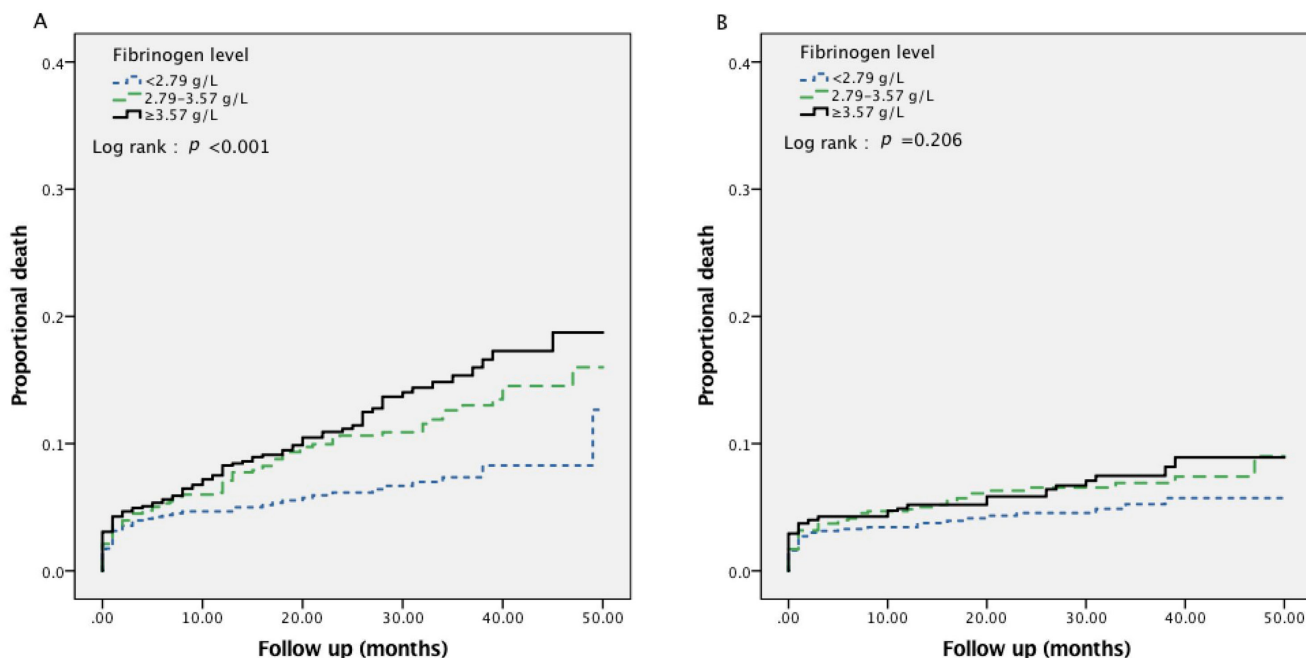 A
Fibrinogen level
<2.79 g/L
2.79–3.57 g/L
≥3.57 g/L
Log rank : p <0.001
0.4
0.3
0.2
0.1
0.0
Proportional death
.00 10.00 20.00 30.00 40.00 50.00
Follow up (months)
B
Fibrinogen level
<2.79 g/L
2.79–3.57 g/L
≥3.57 g/L
Log rank : p =0.206
0.4
0.3
0.2
0.1
0.0
Proportional death
.00 10.00 20.00 30.00 40.00 50.00
Follow up (months)